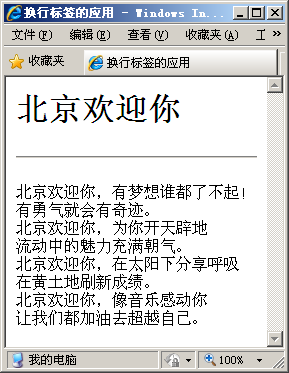 换行标签的应用 - Windows In...
文件(F) 编辑(E) 查看(V) 收藏夹(A) 工 »
收藏夹 换行标签的应用
北京欢迎你
北京欢迎你，有梦想谁都了不起！
有勇气就会有奇迹。
北京欢迎你，为你开天辟地
流动中的魅力充满朝气。
北京欢迎你，在太阳下分享呼吸
在黄土地刷新成绩。
北京欢迎你，像音乐感动你
让我们都加油去超越自己。
我的电脑 100%